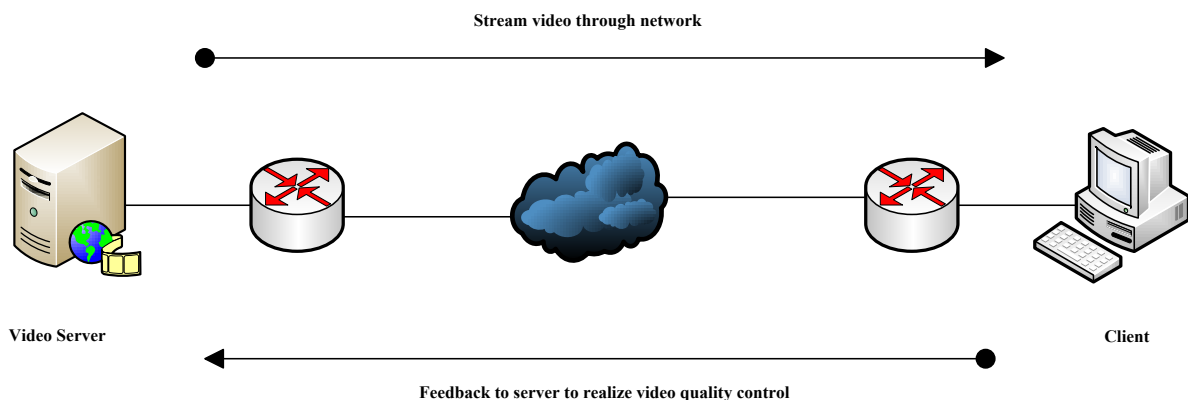 Stream video through network
Video Server
Client
Feedback to server to realize video quality control